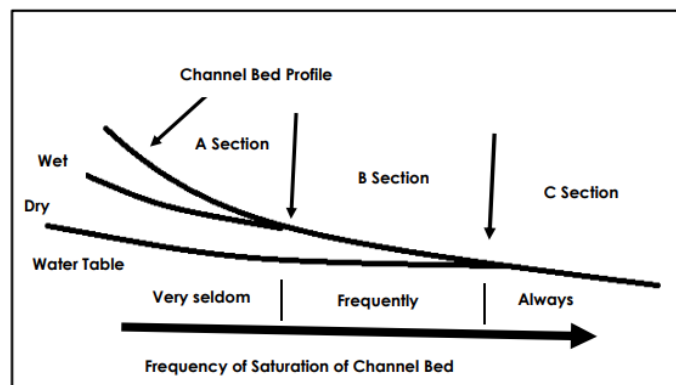 Channel Bed Profile
A Section
Wet
B Section
C Section
Dry
Water Table
Very seldom
Frequently
Always
Frequency of Saturation of Channel Bed